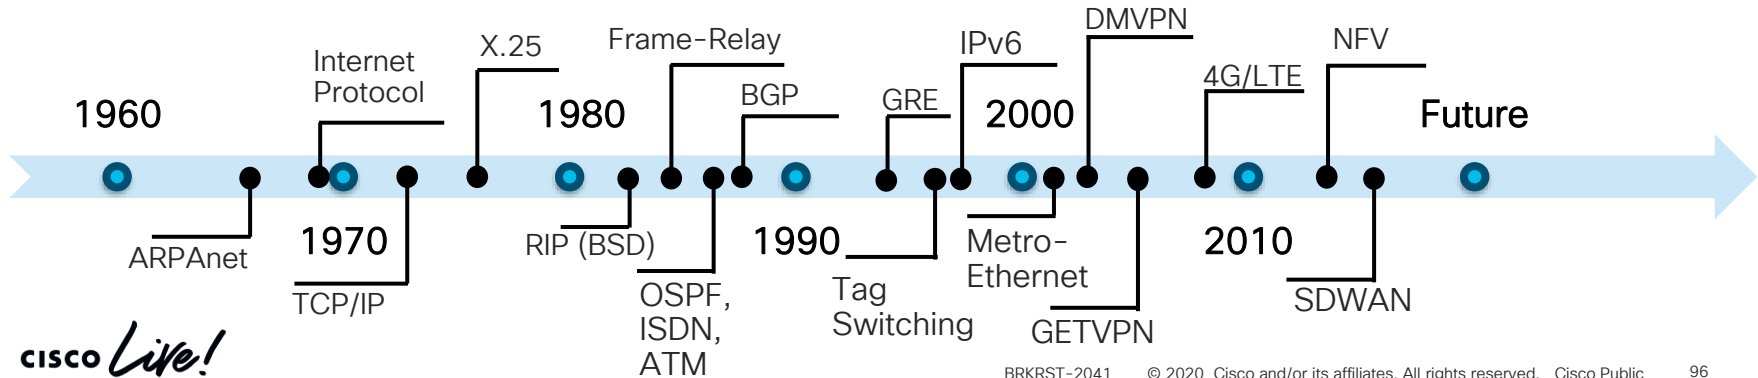 DMVPN
X.25
Frame-Relay
IPv6
NFV
Internet
Protocol
4G/LTE
BGP
GRE
1960
1980
2000
Future
ARPAnet
1970
TCP/IP
RIP (BSD)
OSPF,
ISDN,
ATM
1990
Tag
Switching
Metro-
Ethernet
GETVPN
2010
SDWAN
CISCO Live!
BRKRST-2041 © 2020 Cisco and/or its affiliates. All rights reserved. Cisco Public 96